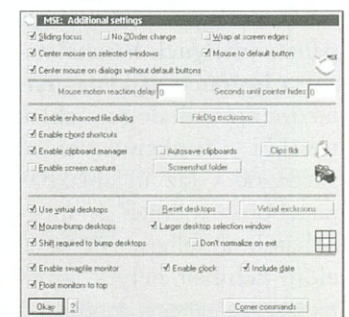 MSE: Additional settings
Sliding focus No ZOrder change Wrap at screen edges
Center mouse on selected windows Mouse to default button
Center mouse on dialogs without default buttons
Mouse motion reaction delay 0 Seconds until pointer hides 0
Enable enhanced file dialog FileDlg exclusions
Enable chord shortcuts
Enable clipboard manager Autosave clipboards Clips fldr
Enable screen capture Screenshot folder
Use virtual desktops Reset desktops Virtual exclusions
Mouse-bump desktops Larger desktop selection window
Shift required to bump desktops Don't normalize on exit
Enable swapfile monitor Enable clock Include date
Float monitors to top
Okay ? Corner commands